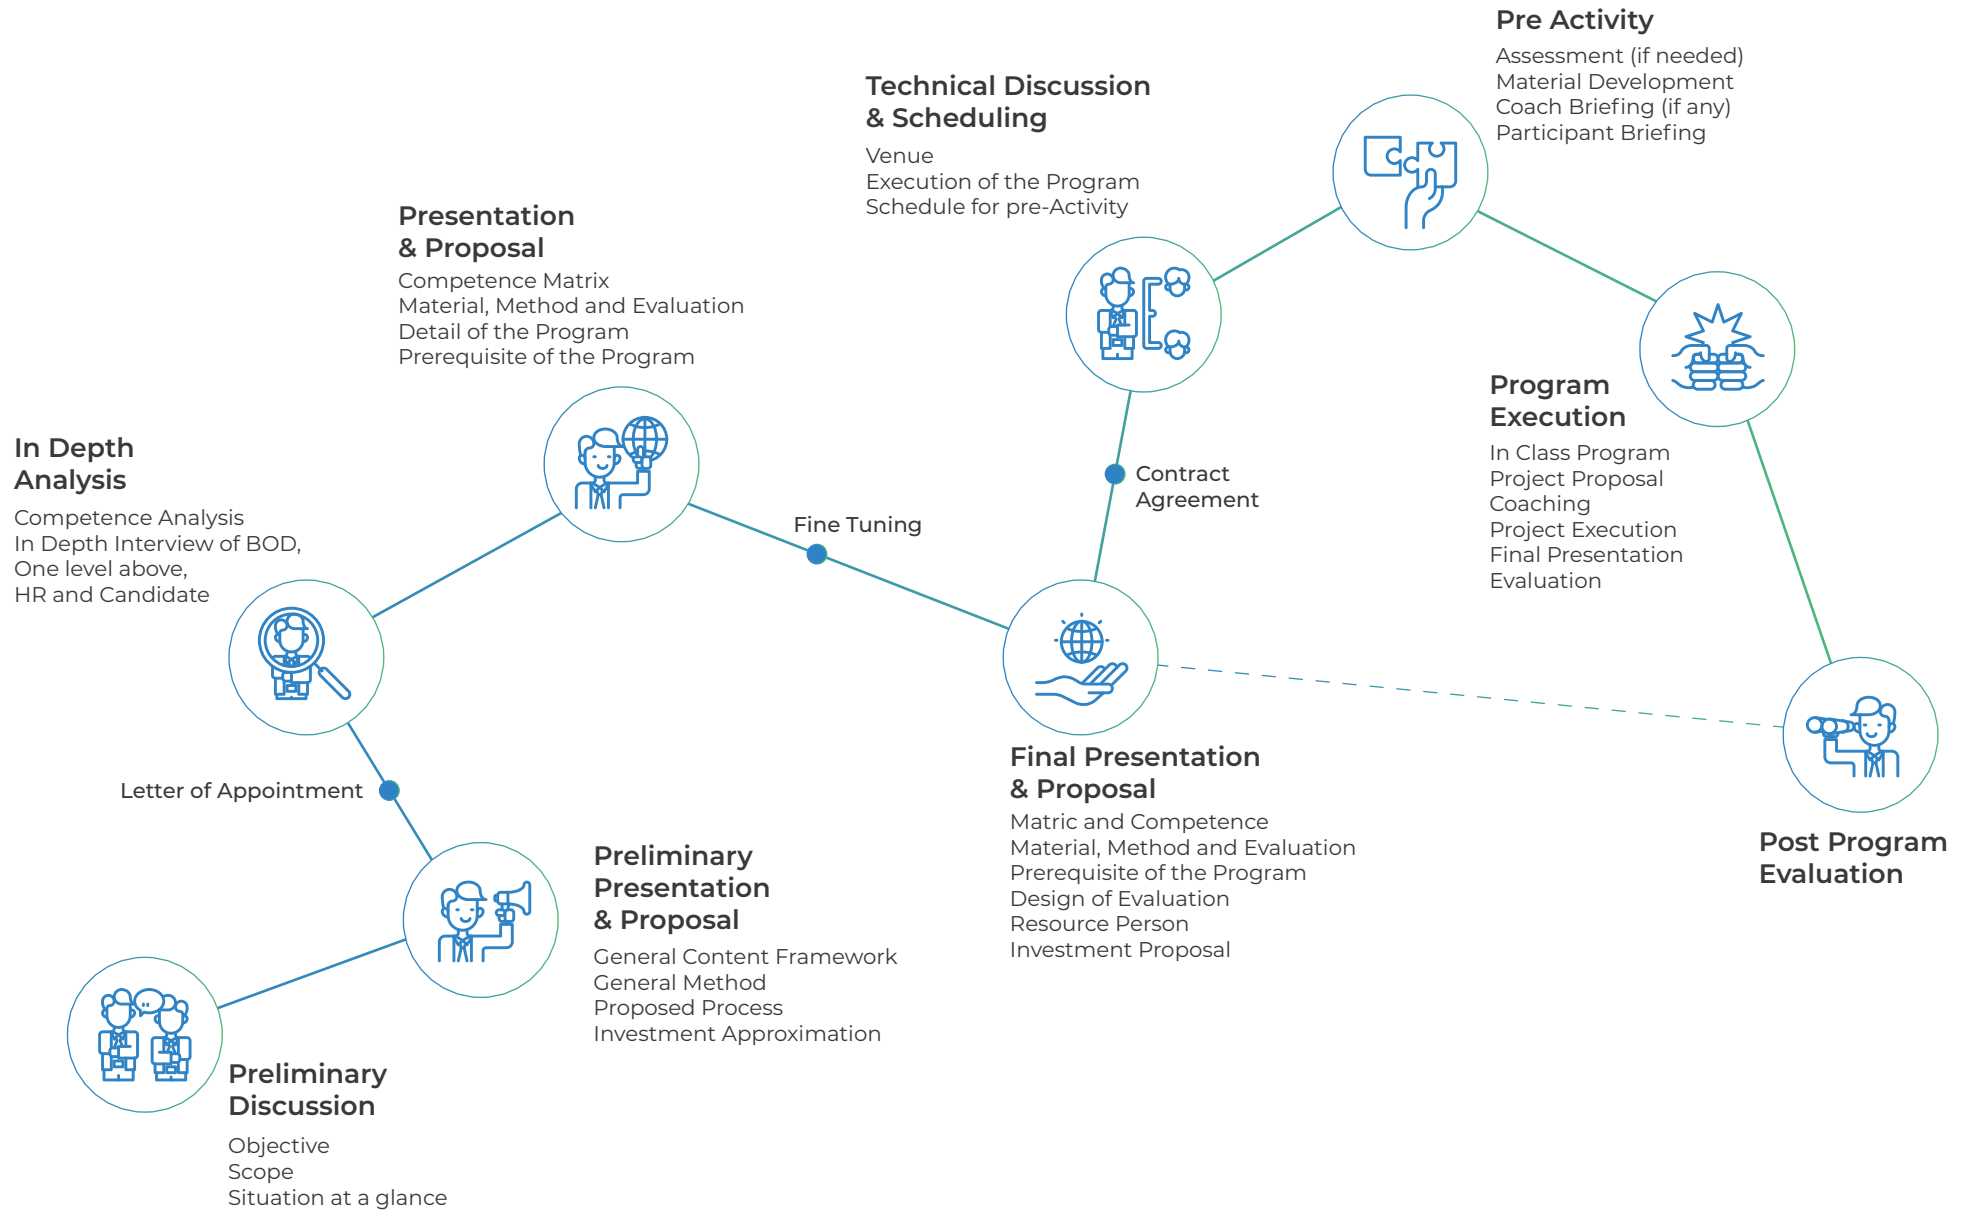 Pre Activity
Assessment (if needed)
Material Development
Coach Briefing (if any)
Participant Briefing
Technical Discussion
& Scheduling
Venue
Execution of the Program
Schedule for pre-Activity
Presentation
& Proposal
Competence Matrix
Material, Method and Evaluation
Detail of the Program
Prerequisite of the Program
In Depth
Analysis
Competence Analysis
In Depth Interview of BOD,
One level above,
HR and Candidate
Program
Execution
In Class Program
Project Proposal
Coaching
Project Execution
Final Presentation
Evaluation
Contract
Agreement
Fine Tuning
Letter of Appointment
Final Presentation
& Proposal
Matric and Competence
Material, Method and Evaluation
Prerequisite of the Program
Design of Evaluation
Resource Person
Investment Proposal
Post Program
Evaluation
Preliminary
Presentation
& Proposal
General Content Framework
General Method
Proposed Process
Investment Approximation
Preliminary
Discussion
Objective
Scope
Situation at a glance